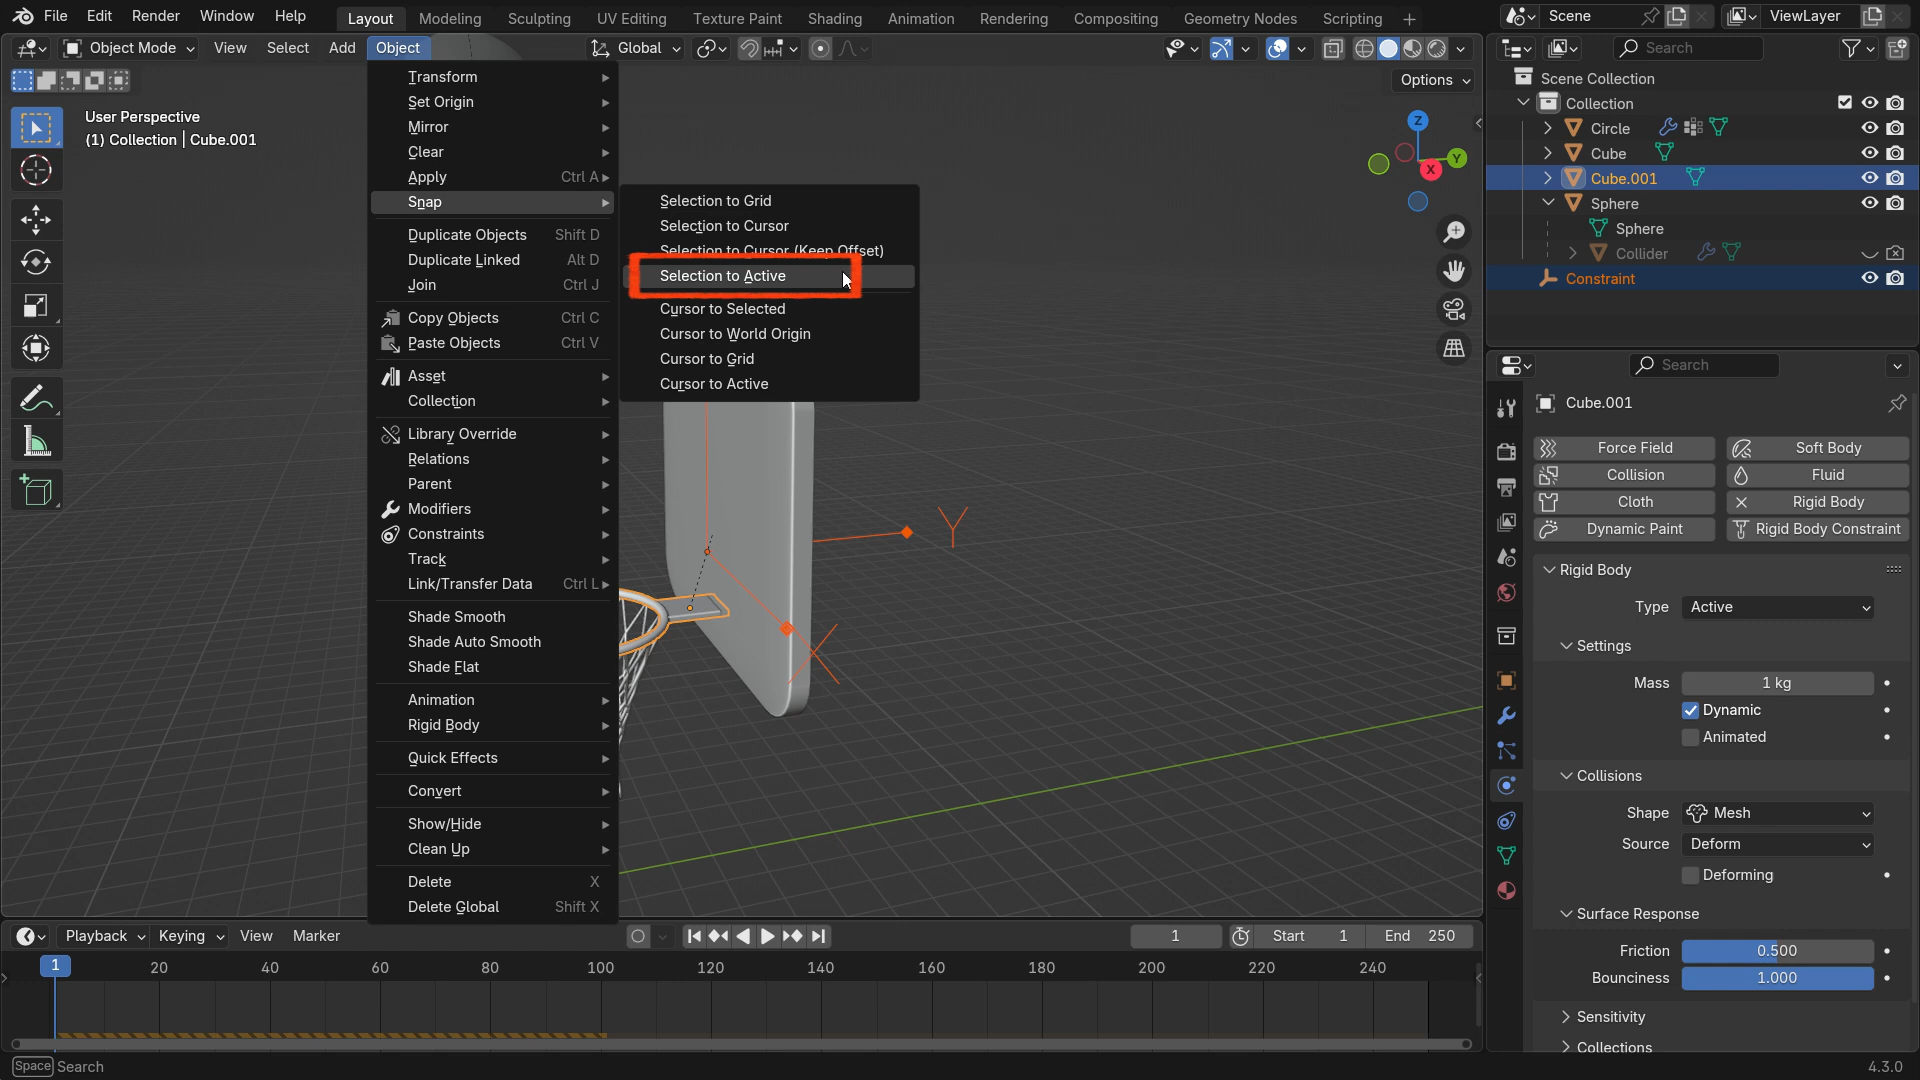 File Edit Render Window Help
Layout Modeling Sculpting UV Editing Texture Paint Shading Animation Rendering Compositing Geometry Nodes Scripting +
Scene
ViewLayer
Object Mode View Select Add Object
Global
Search
Options
User Perspective
(1) Collection | Cube.001
Transform
Set Origin
Mirror
Clear
Apply Ctrl A
Snap
Duplicate Objects Shift D
Duplicate Linked Alt D
Join Ctrl J
Copy Objects Ctrl C
Paste Objects Ctrl V
Asset
Collection
Library Override
Relations
Parent
Modifiers
Constraints
Track
Link/Transfer Data Ctrl L
Shade Smooth
Shade Auto Smooth
Shade Flat
Animation
Rigid Body
Quick Effects
Convert
Show/Hide
Clean Up
Delete X
Delete Global Shift X
Selection to Grid
Selection to Cursor
Selection to Cursor (Keep Offset)
Selection to Active
Cursor to Selected
Cursor to World Origin
Cursor to Grid
Cursor to Active
Z
Y
X
Y
X
Scene Collection
Collection
Circle
Cube
Cube.001
Sphere
Sphere
Collider
Constraint
Search
Cube.001
Force Field Soft Body
Collision Fluid
Cloth Rigid Body
Dynamic Paint Rigid Body Constraint
Rigid Body
Type Active
Settings
Mass 1 kg
Dynamic
Animated
Collisions
Shape Mesh
Source Deform
Deforming
Surface Response
Friction 0.500
Bounciness 1.000
Sensitivity
Collections
Playback Keying View Marker
1 Start 1 End 250
1 20 40 60 80 100 120 140 160 180 200 220 240
Space Search
4.3.0